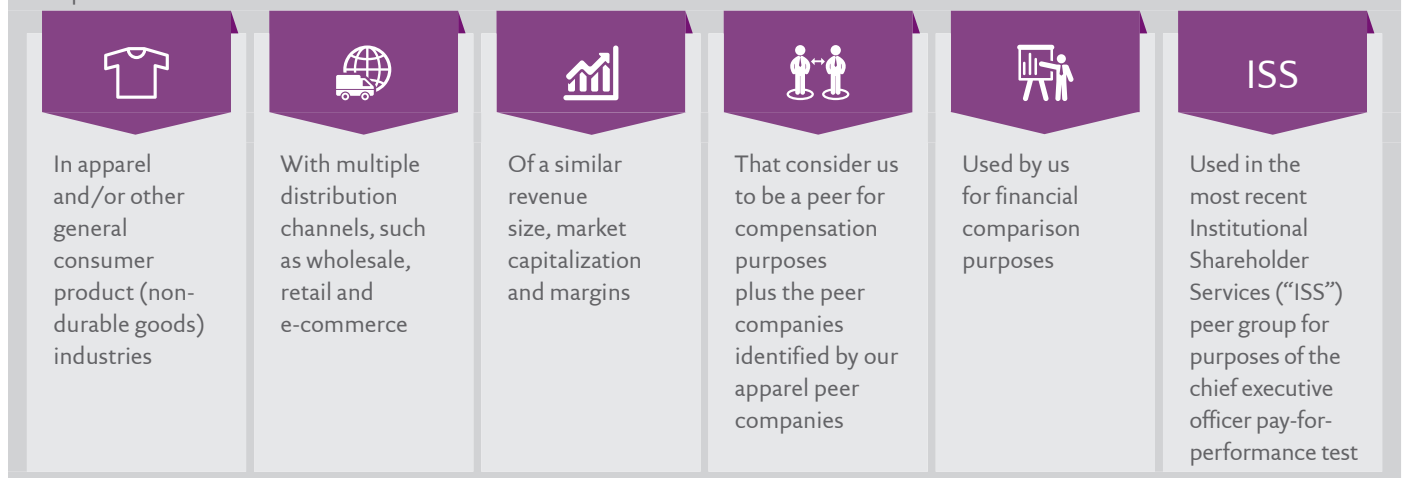 In apparel
and/or other
general
consumer
product (non-
durable goods)
industries
With multiple
distribution
channels, such
as wholesale,
retail and
e-commerce
Of a similar
revenue
size, market
capitalization
and margins
That consider us
to be a peer for
compensation
purposes
plus the peer
companies
identified by our
apparel peer
companies
Used by us
for financial
comparison
purposes
ISS
Used in the
most recent
Institutional
Shareholder
Services (“ISS”)
peer group for
purposes of the
chief executive
officer pay-for-
performance test